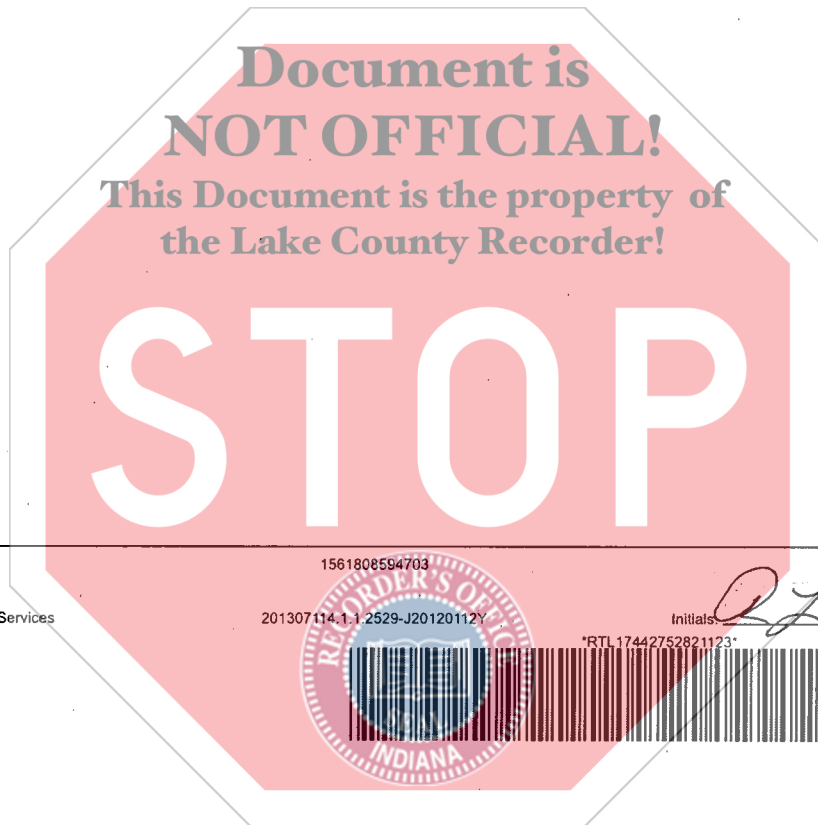 Document is
NOT OFFICIAL!
This Document is the property of
the Lake County Recorder!
STOP
1561808594703
Services
201307114.1.1.2529-J20120112Y
Initials:
*RTL17442752821123*
RECORDER'S OFFICE
SEAL
INDIANA